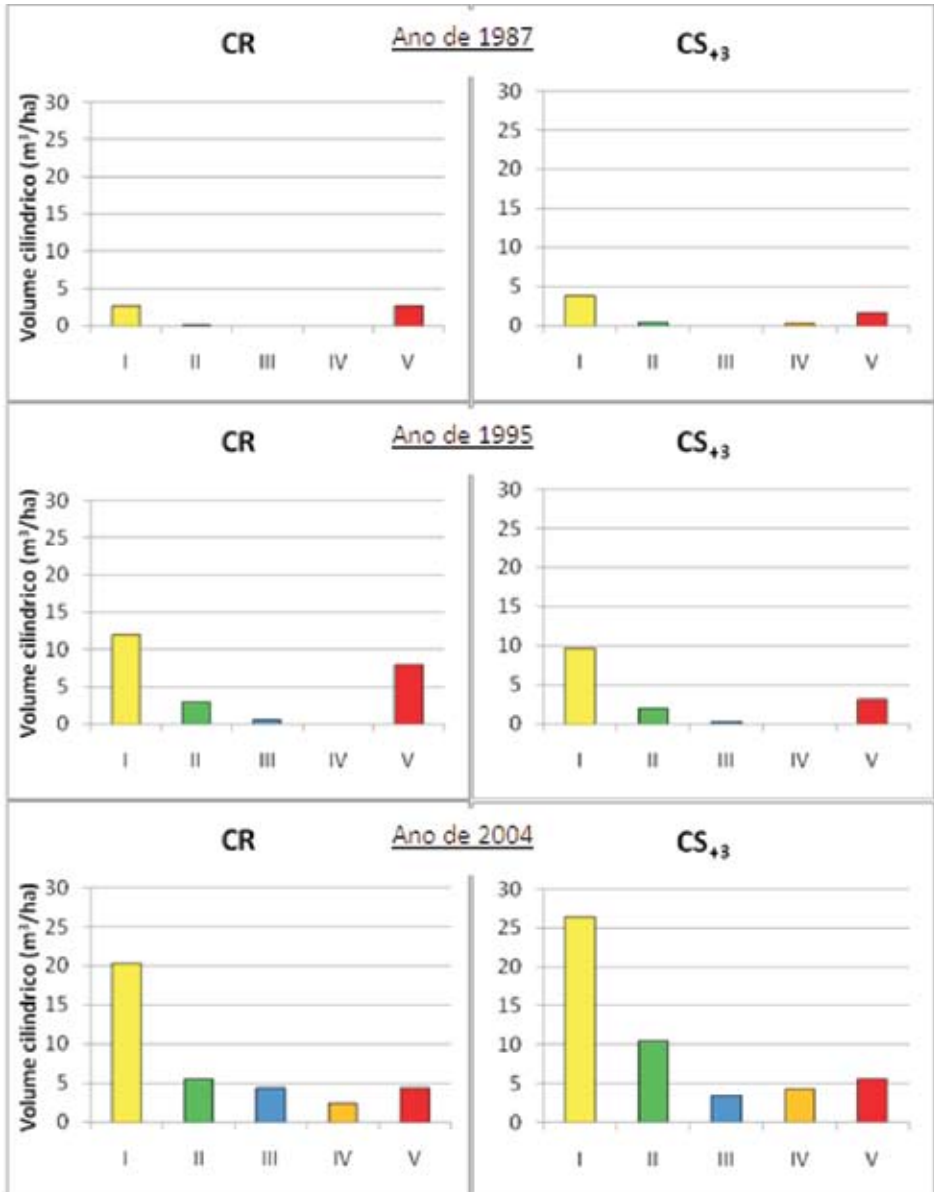 CR Ano de 1987 CS₊₃
Volume cilíndrico (m³/ha)
30 30
25 25
20 20
15 15
10 10
5 5
0 0
I II III IV V I II III IV V
CR Ano de 1995 CS₊₃
Volume cilíndrico (m³/ha)
30 30
25 25
20 20
15 15
10 10
5 5
0 0
I II III IV V I II III IV V
CR Ano de 2004 CS₊₃
Volume cilíndrico (m³/ha)
30 30
25 25
20 20
15 15
10 10
5 5
0 0
I II III IV V I II III IV V